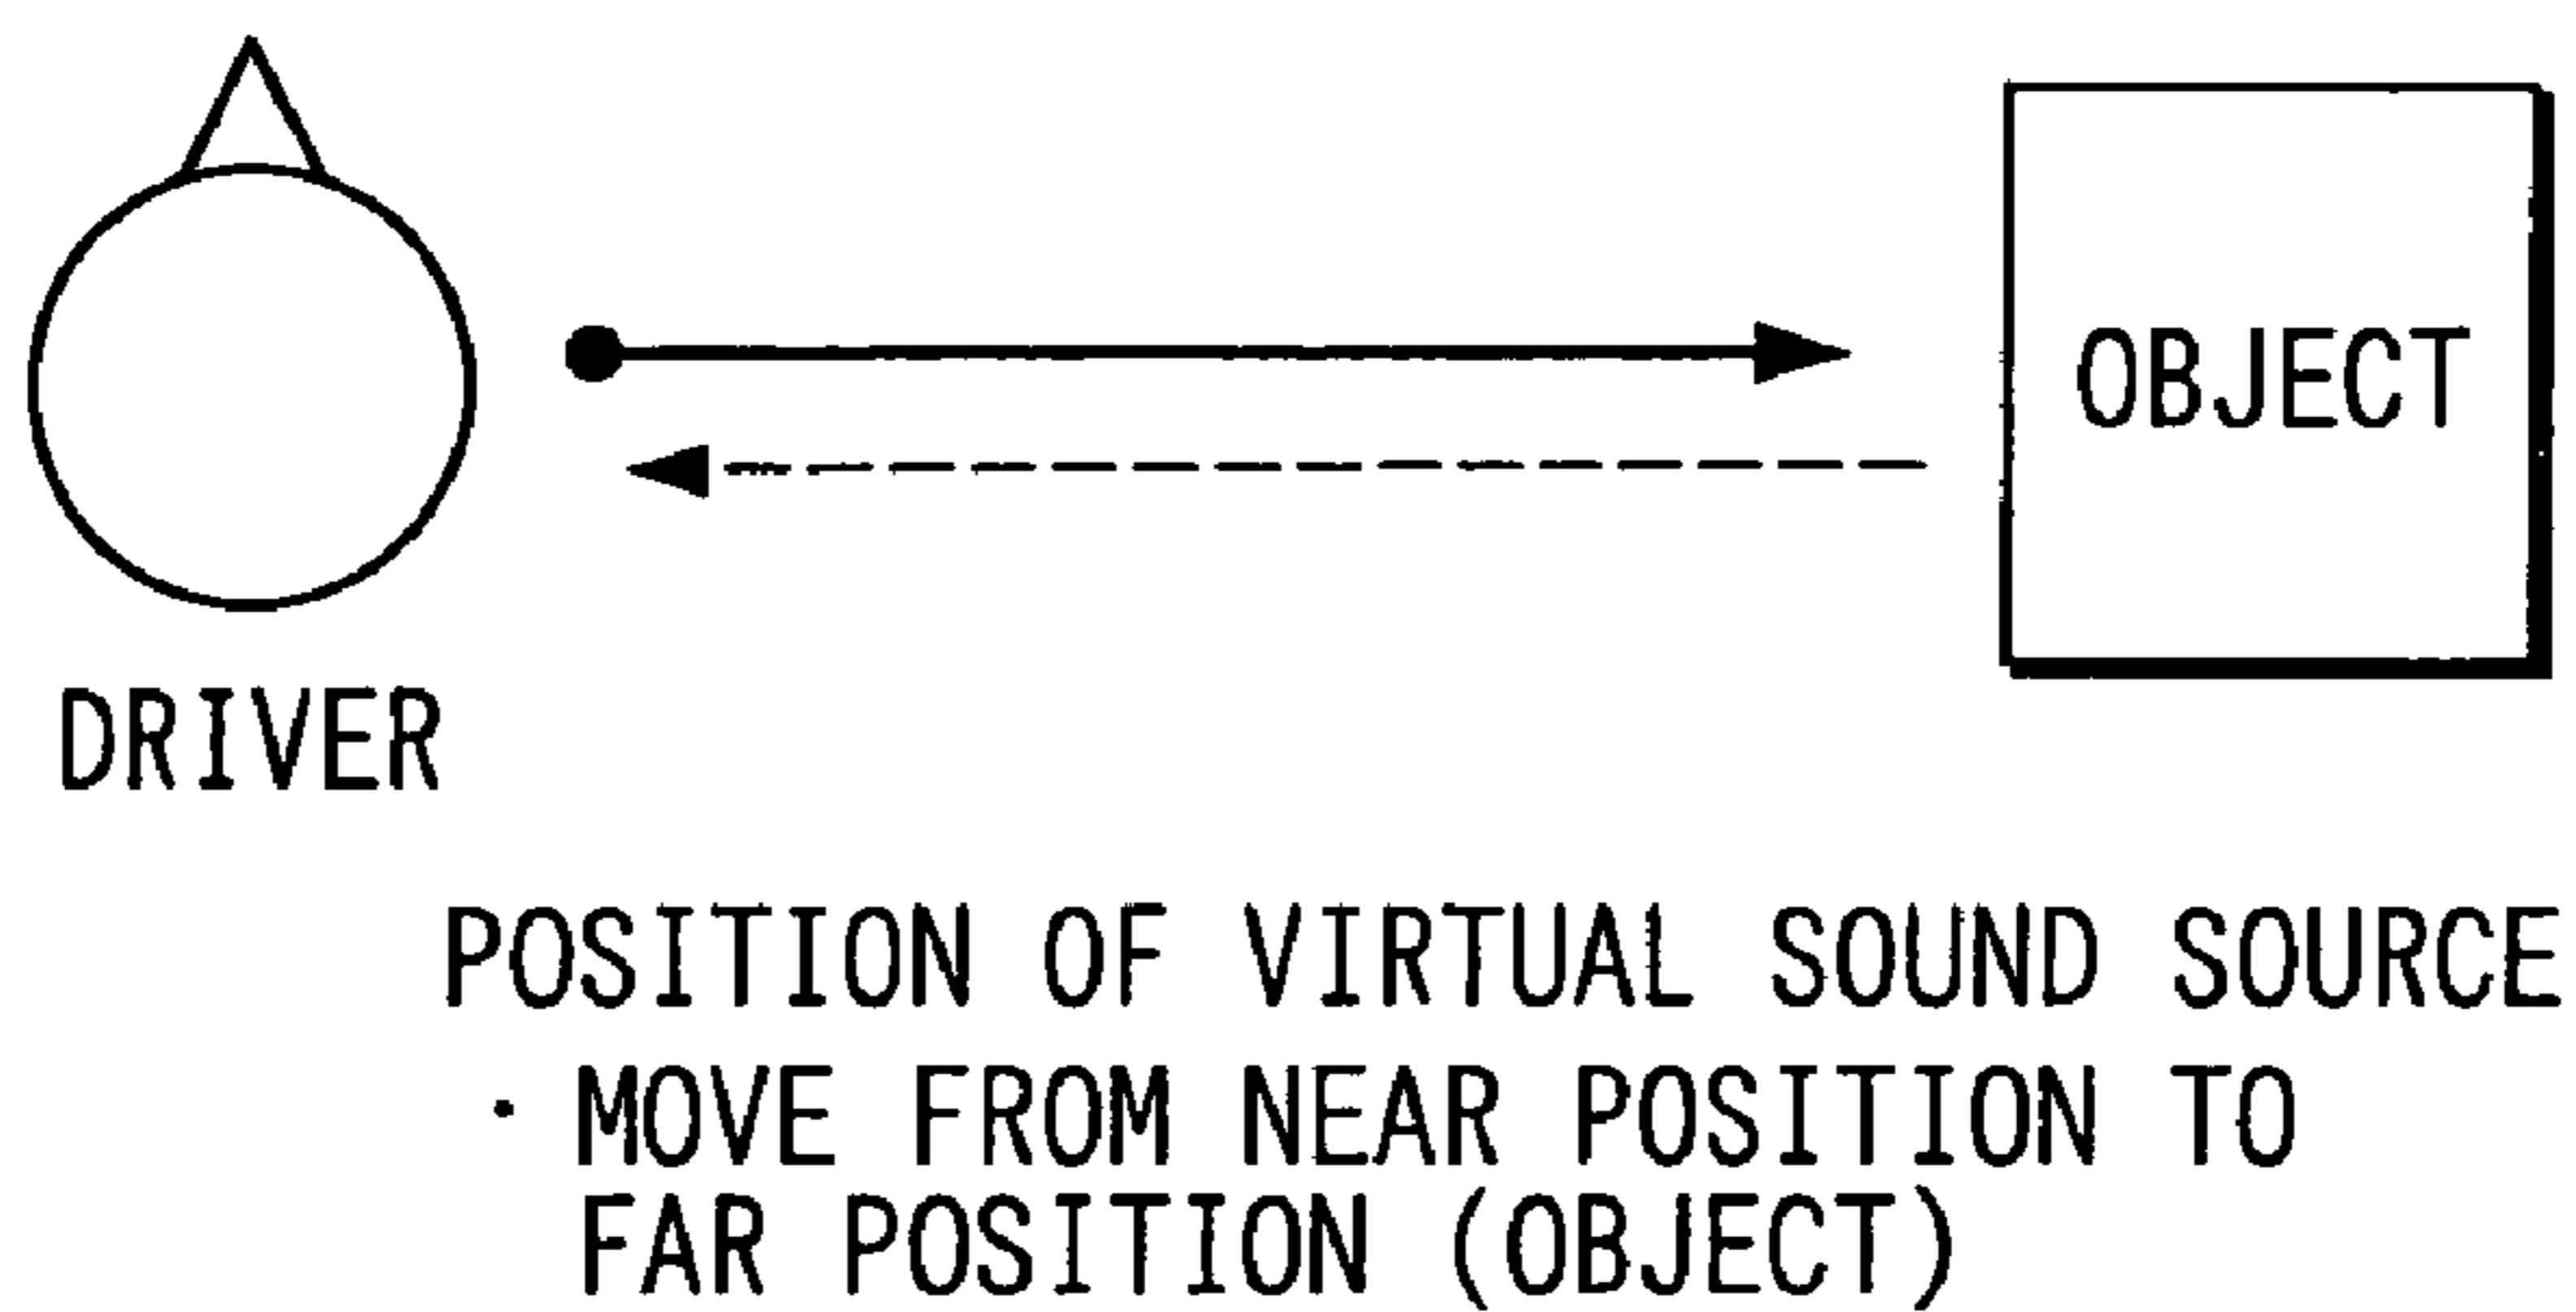 OBJECT
DRIVER
POSITION OF VIRTUAL SOUND SOURCE
· MOVE FROM NEAR POSITION TO
FAR POSITION (OBJECT)